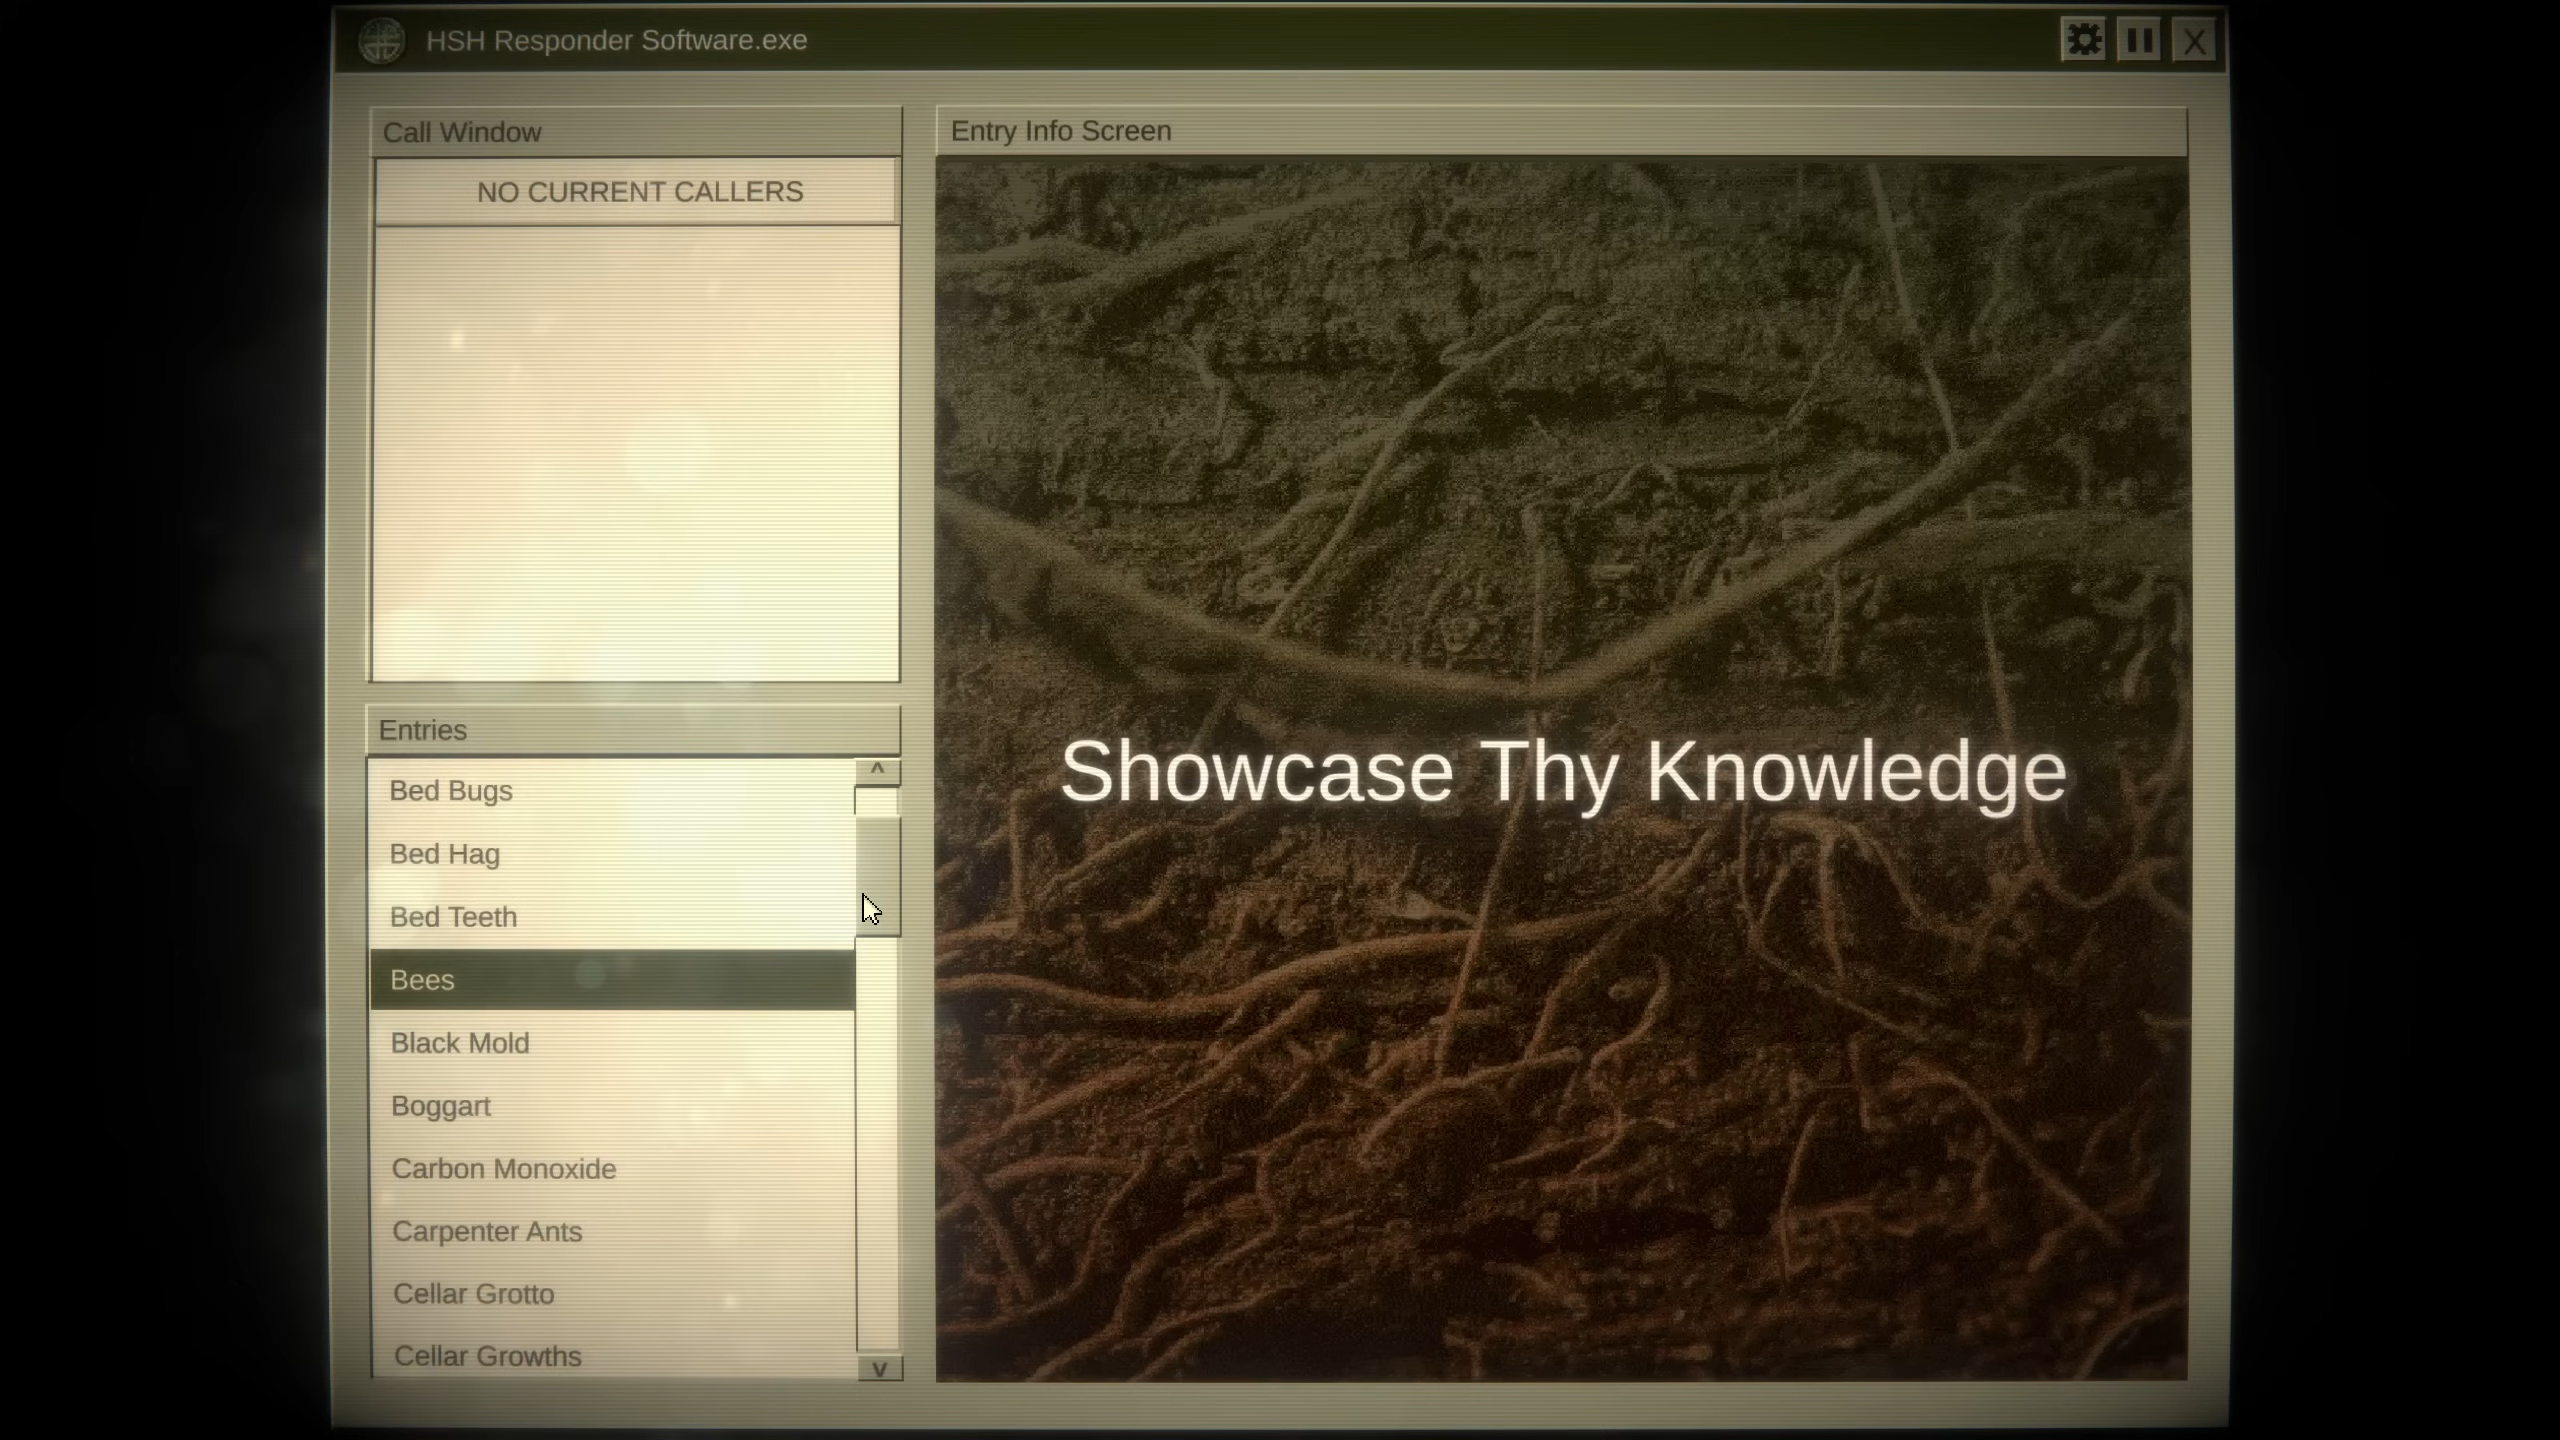 HSH Responder Software.exe
X
Call Window
NO CURRENT CALLERS
Entries
^
Bed Bugs
Bed Hag
Bed Teeth
Bees
Black Mold
Boggart
Carbon Monoxide
Carpenter Ants
Cellar Grotto
Cellar Growths
v
Entry Info Screen
Showcase Thy Knowledge